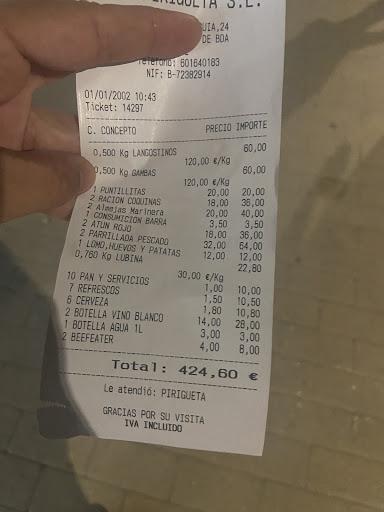 PIRIGUETA S.L.
UIA,24
DE BDA
Telefono: 601640183
NIF: B-72382914
01/01/2002 10:43
Ticket: 14297
C. CONCEPTO PRECIO IMPORTE
0,500 Kg LANGOSTINOS 60,00
120,00 €/Kg
0,500 Kg GAMBAS 60,00
120,00 €/Kg
1 PUNTILLITAS 20,00 20,00
2 RACION COQUINAS 18,00 36,00
2 Almejas Marinera 20,00 40,00
1 CONSUMICION BARRA 3,50 3,50
2 ATUN ROJO 18,00 36,00
2 PARRILLADA PESCADO 32,00 64,00
1 LOMO,HUEVOS Y PATATAS 12,00 12,00
0,760 Kg LUBINA 22,80
30,00 €/Kg
10 PAN Y SERVICIOS 1,00 10,00
7 REFRESCOS 1,50 10,50
6 CERVEZA 1,80 10,80
2 BOTELLA VINO BLANCO 14,00 28,00
1 BOTELLA AGUA 1L 3,00 3,00
2 BEEFEATER 4,00 8,00
Total: 424,60 €
Le atendió: PIRIGUETA
GRACIAS POR SU VISITA
IVA INCLUIDO